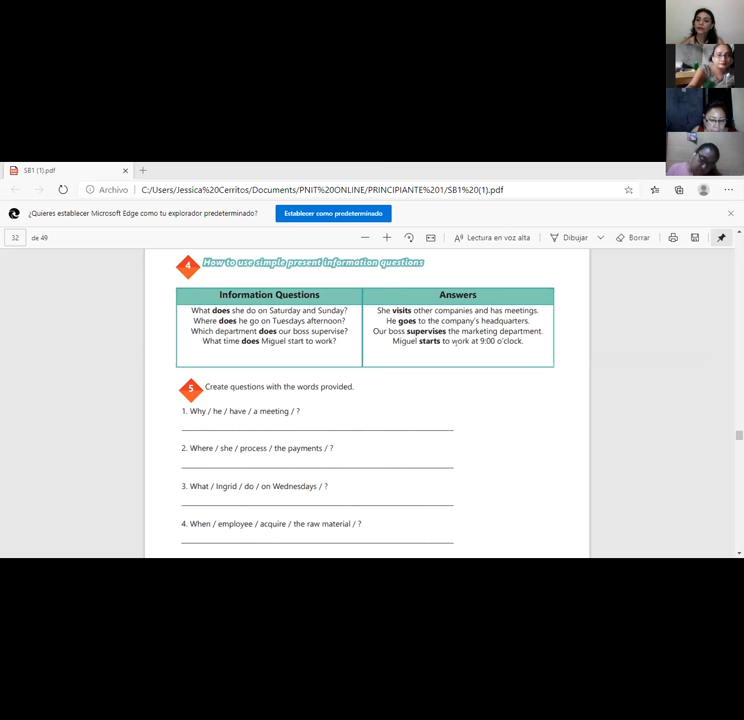 SB1 (1).pdf
Archivo C:/Users/Jessica%20Cerritos/Documents/PNIT%20ONLINE/PRINCIPIANTE%201/SB1%20(1).pdf
¿Quieres establecer Microsoft Edge como tu explorador predeterminado? Establecer como predeterminado
32 de 49 Lectura en voz alta Dibujar Borrar
4 How to use simple present information questions
Information Questions Answers
What does she do on Saturday and Sunday? She visits other companies and has meetings.
Where does he go on Tuesdays afternoon? He goes to the company's headquarters.
Which department does our boss supervise? Our boss supervises the marketing department.
What time does Miguel start to work? Miguel starts to work at 9:00 o'clock.
5 Create questions with the words provided.
1. Why / he / have / a meeting / ?
2. Where / she / process / the payments / ?
3. What / Ingrid / do / on Wednesdays / ?
4. When / employee / acquire / the raw material / ?